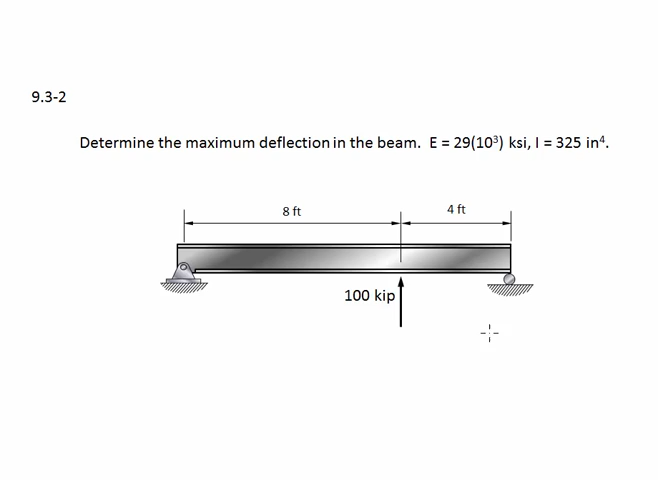 9.3-2
Determine the maximum deflection in the beam. E = 29(10³) ksi, I = 325 in⁴.
8 ft
4 ft
100 kip